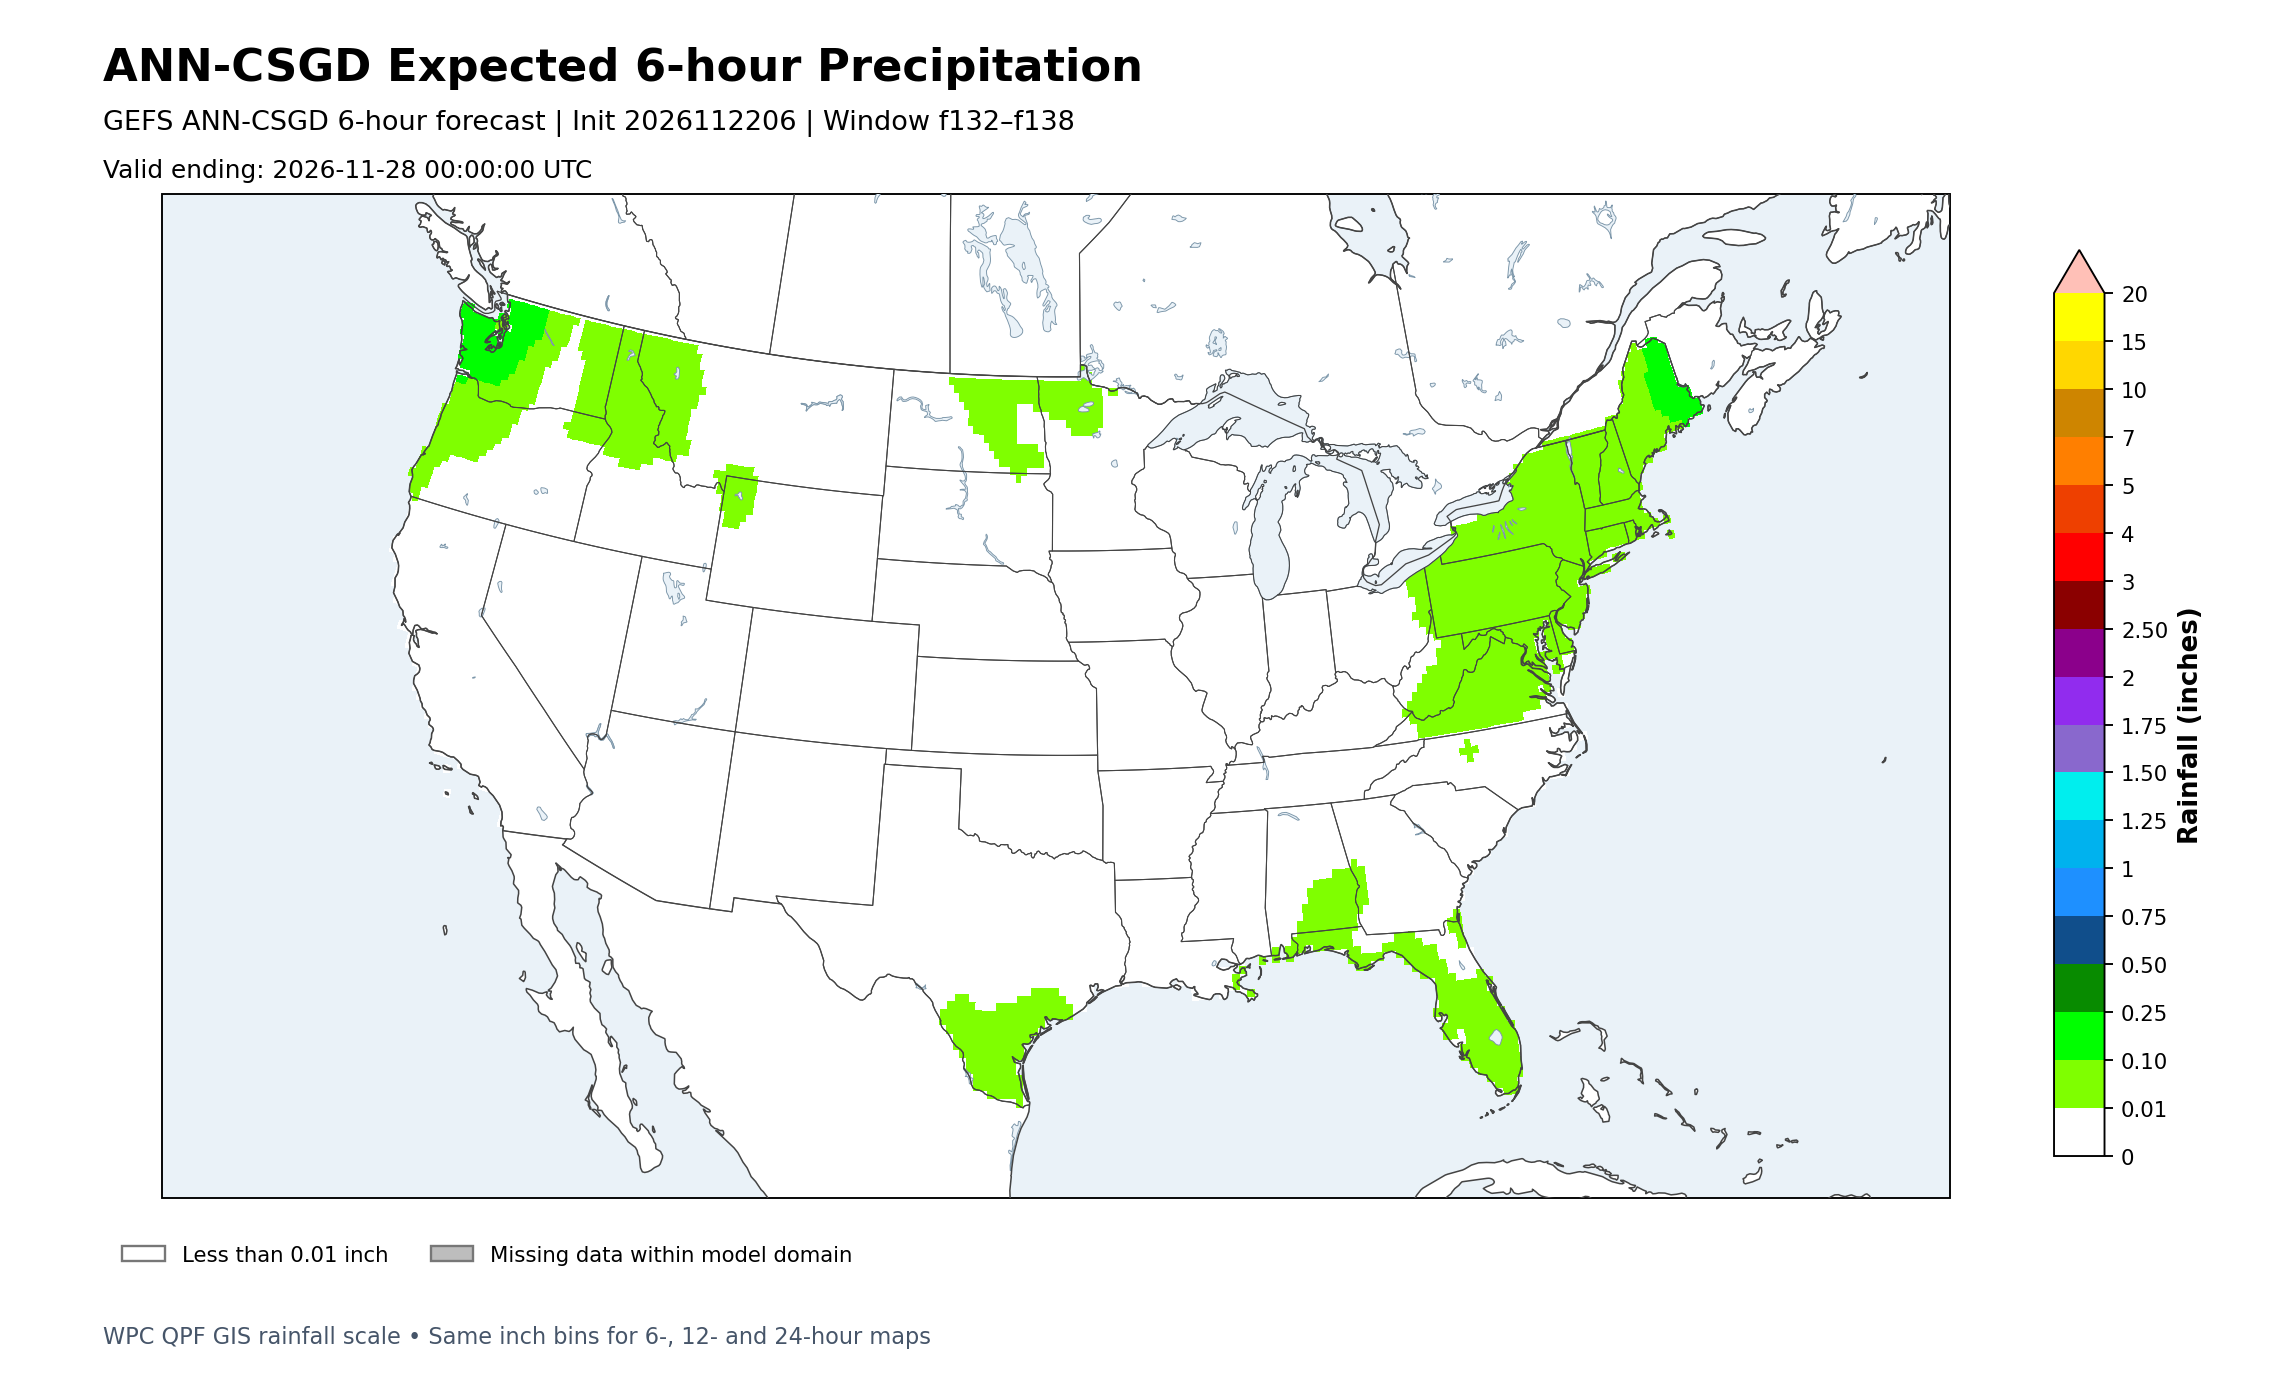 ANN-CSGD Expected 6-hour Precipitation
GEFS ANN-CSGD 6-hour forecast | Init 2026112206 | Window f132–f138
Valid ending: 2026-11-28 00:00:00 UTC
20
15
10
7
5
4
3
2.50
2
1.75
1.50
1.25
1
0.75
0.50
0.25
0.10
0.01
0
Rainfall (inches)
Less than 0.01 inch
Missing data within model domain
WPC QPF GIS rainfall scale • Same inch bins for 6-, 12- and 24-hour maps